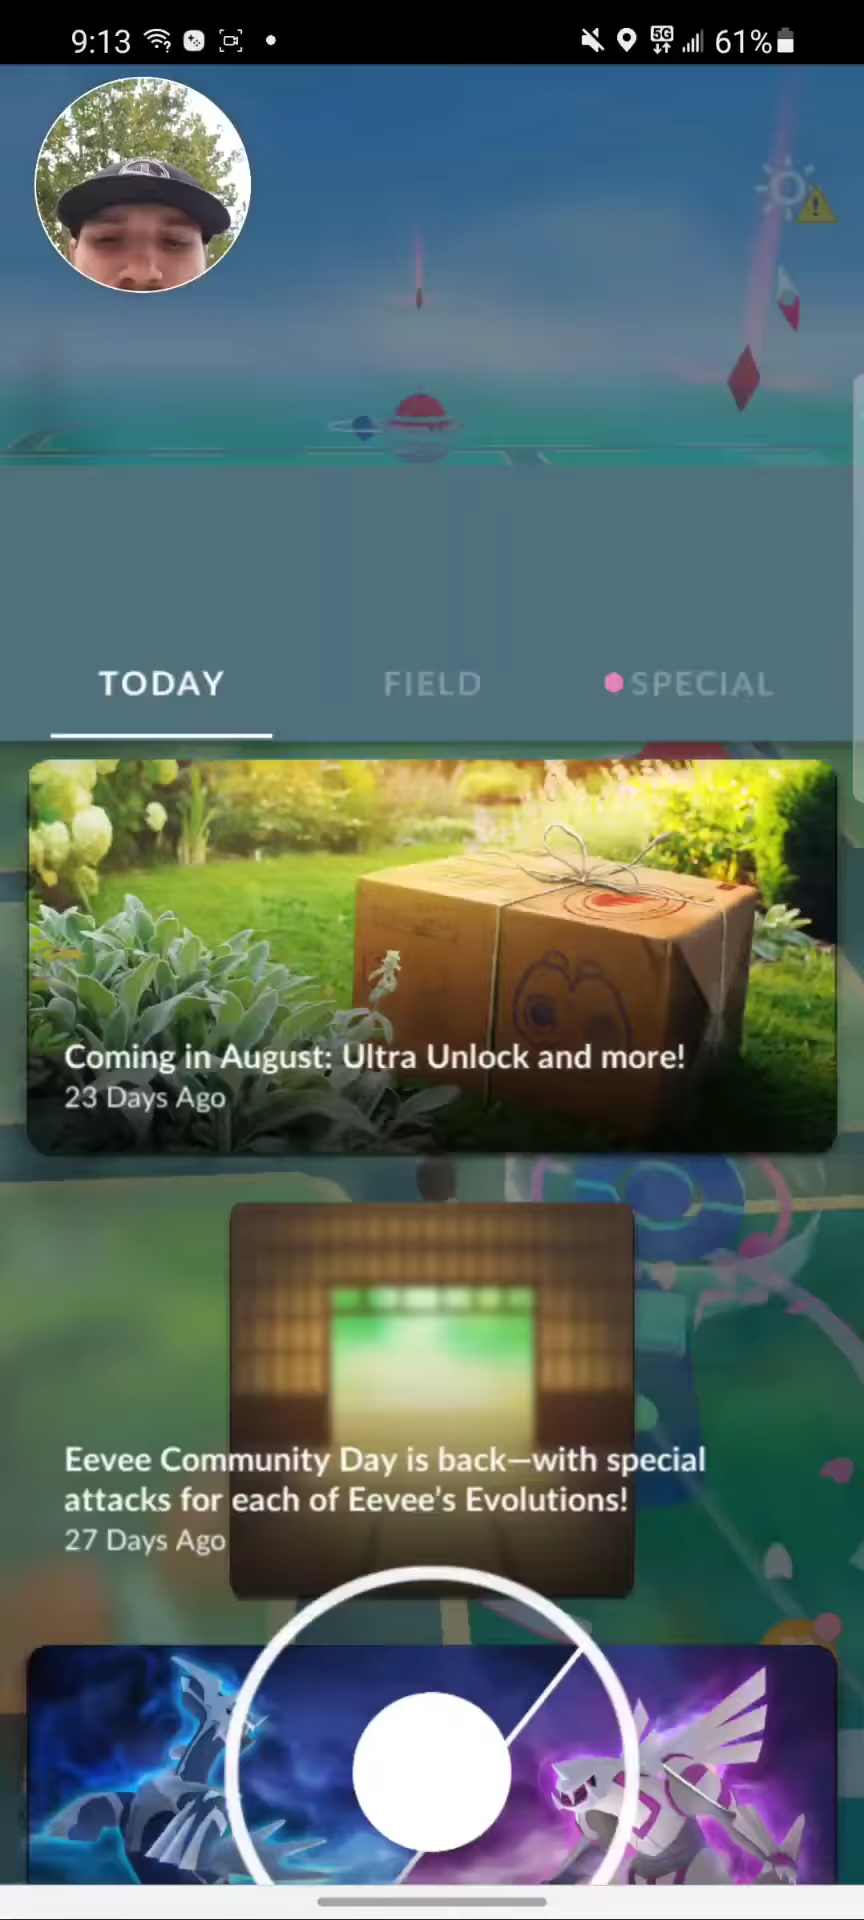 9:13
5G
61%
TODAY
FIELD
SPECIAL
Coming in August: Ultra Unlock and more!
23 Days Ago
Eevee Community Day is back—with special
attacks for each of Eevee's Evolutions!
27 Days Ago